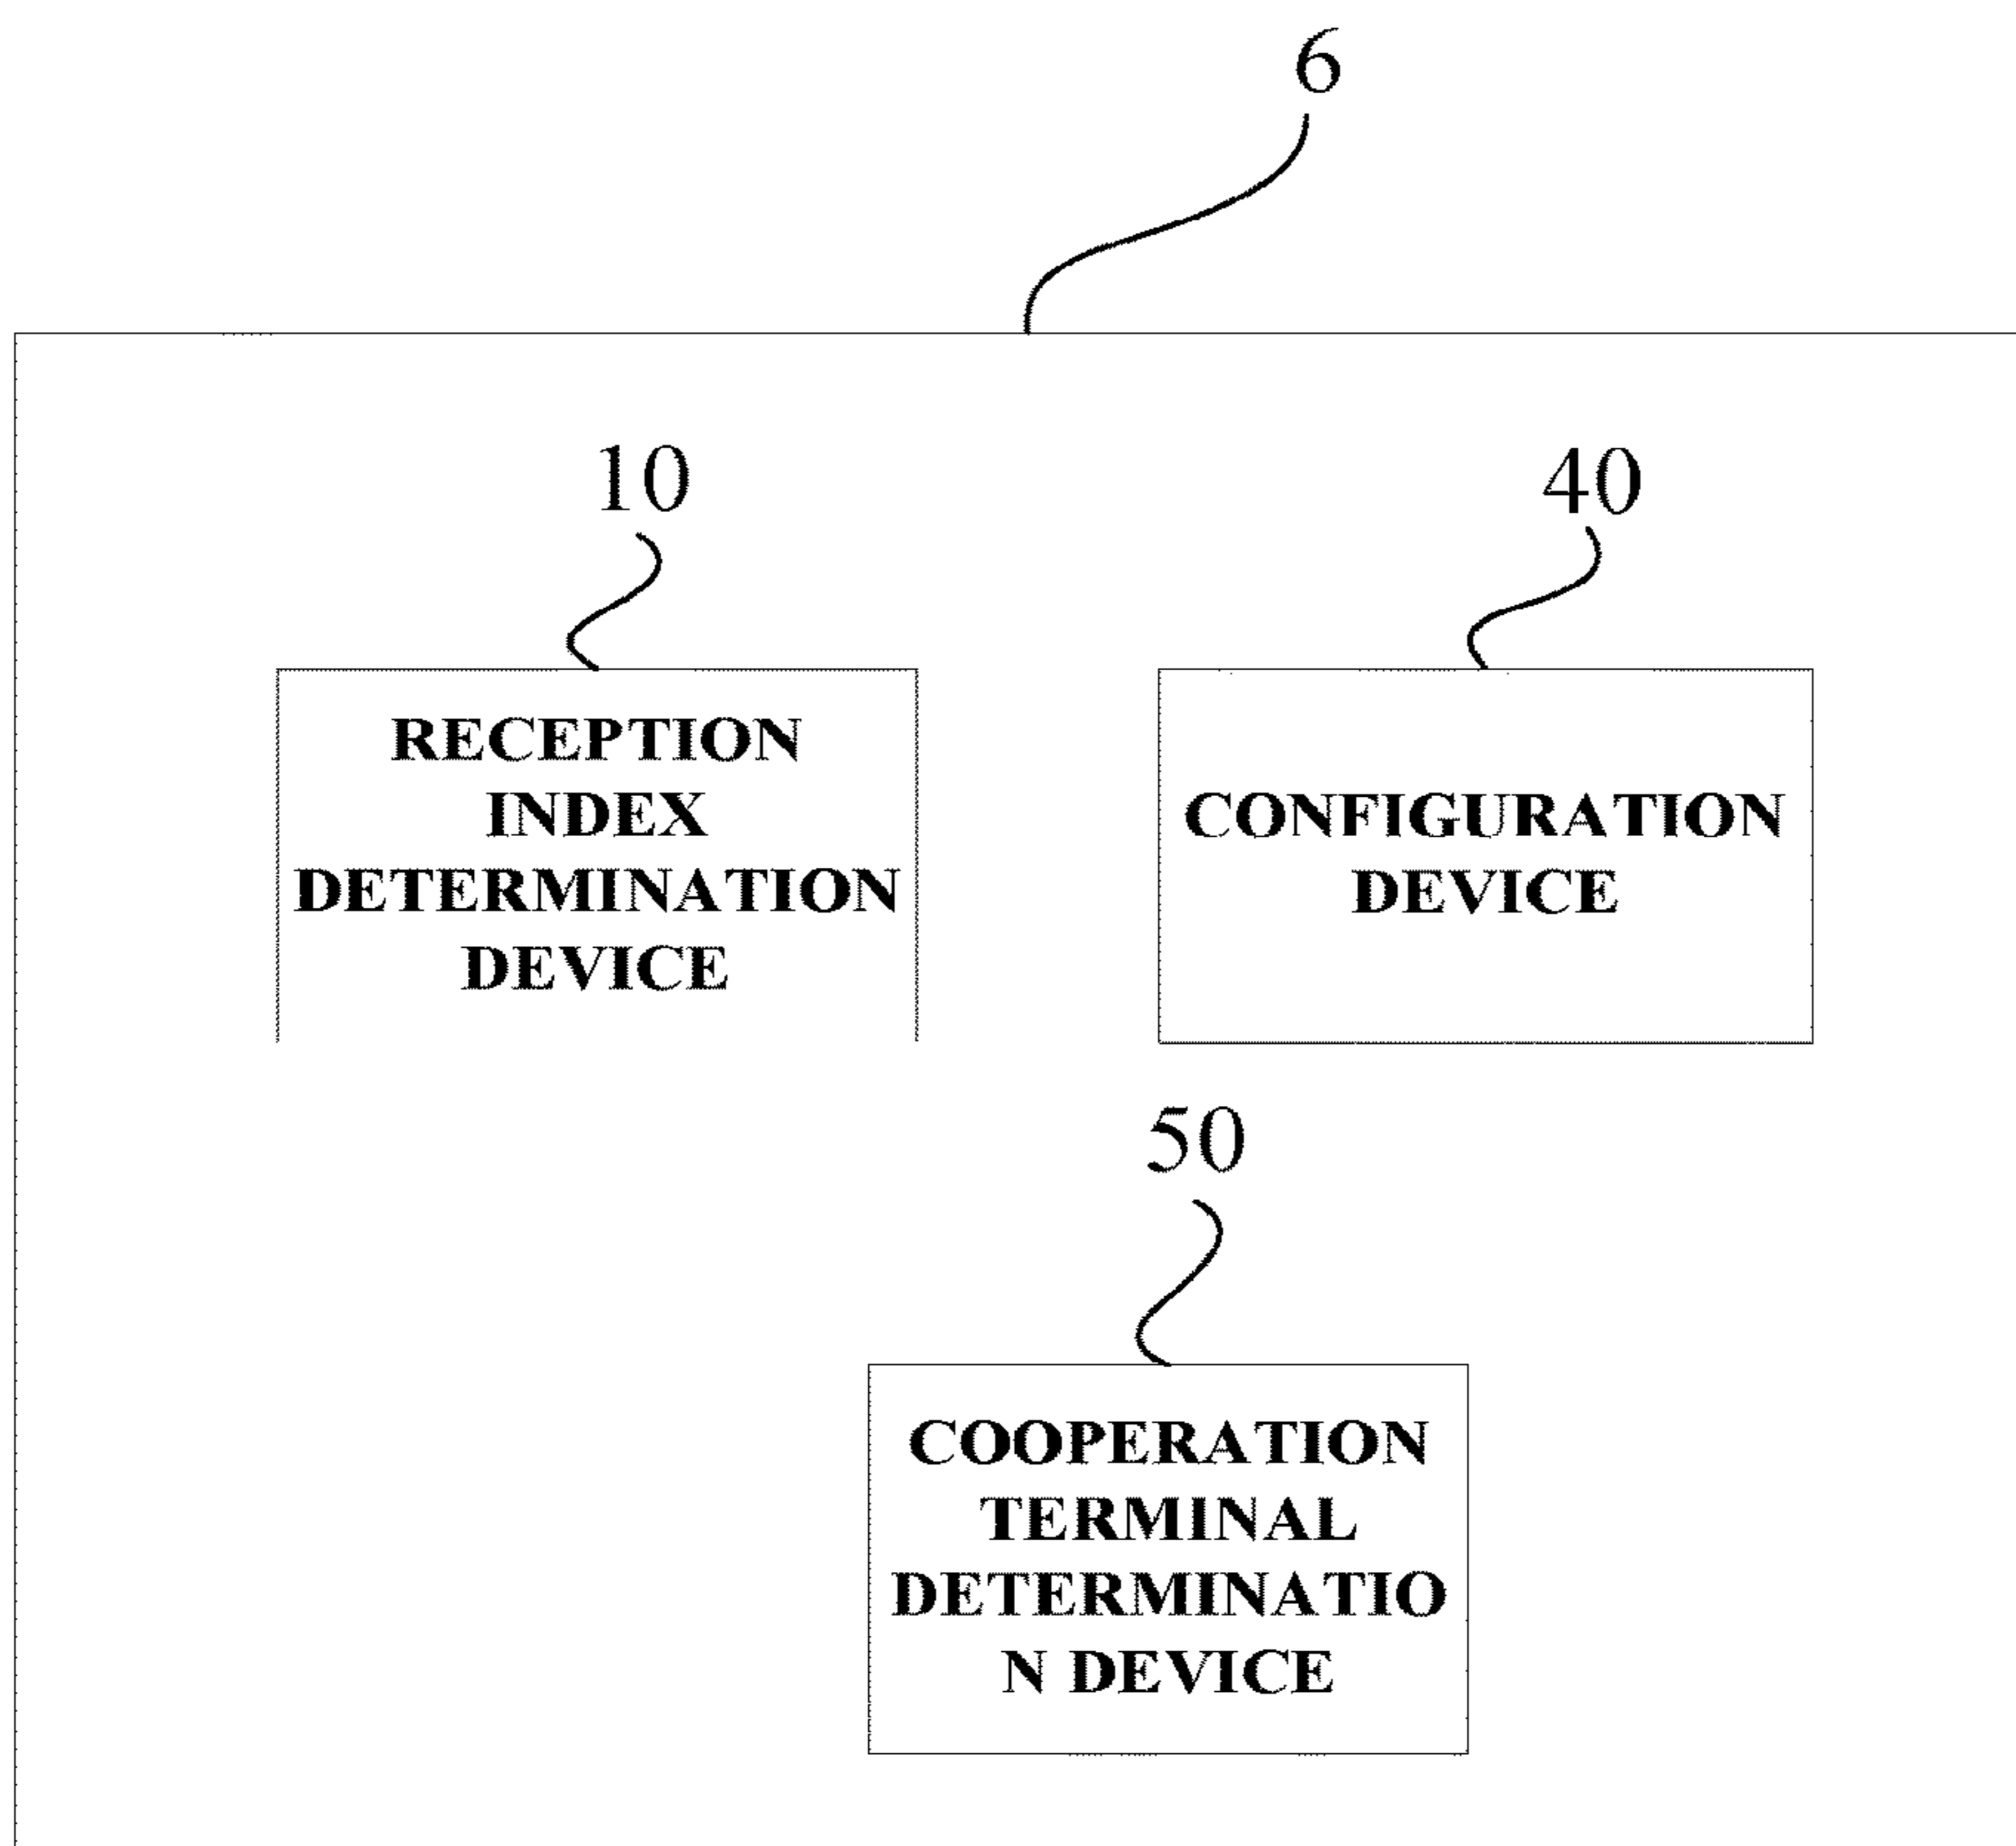 6
10
RECEPTION
INDEX
DETERMINATION
DEVICE
40
CONFIGURATION
DEVICE
50
COOPERATION
TERMINAL
DETERMINATIO
N DEVICE